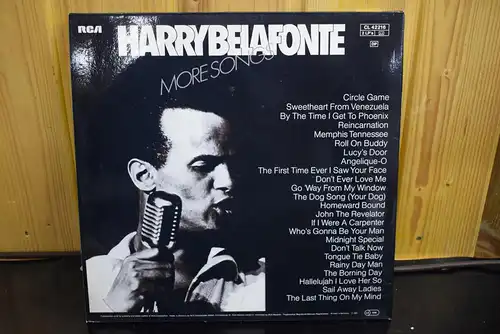 RCA
HARRYBELAFONTE
CL 42216
2 LPs
MORE SONGS
Circle Game
Sweetheart From Venezuela
By The Time I Get To Phoenix
Reincarnation
Memphis Tennessee
Roll On Buddy
Lucy's Door
Angelique-O
The First Time Ever I Saw Your Face
Don't Ever Love Me
Go 'Way From My Window
The Dog Song (Your Dog)
Homeward Bound
John The Revelator
If I Were A Carpenter
Who's Gonna Be Your Man
Midnight Special
Don't Talk Now
Tongue Tie Baby
Rainy Day Man
The Borning Day
Hallelujah I Love Her So
Sail Away Ladies
The Last Thing On My Mind